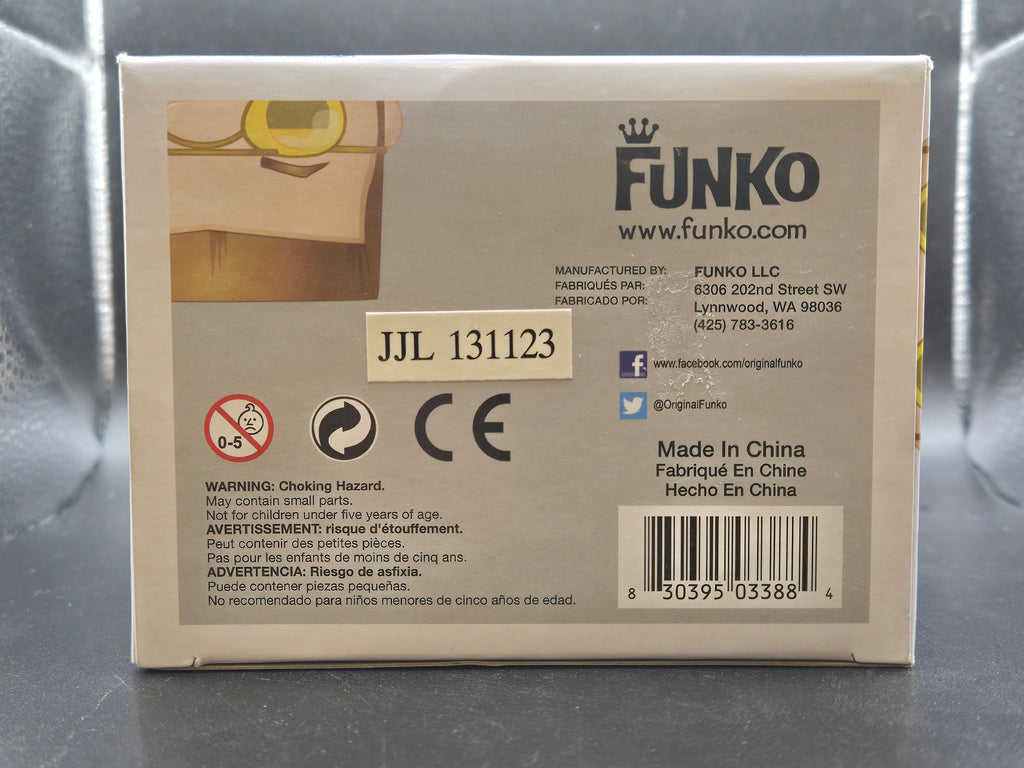 FUNKO
www.funko.com
MANUFACTURED BY: FUNKO LLC
FABRIQUÉS PAR: 6306 202nd Street SW
FABRICADO POR: Lynnwood, WA 98036
(425) 783-3616
JJL 131123
f www.facebook.com/originalfunko
@OriginalFunko
0-5
CE
Made In China
Fabriqué En Chine
Hecho En China
WARNING: Choking Hazard.
May contain small parts.
Not for children under five years of age.
AVERTISSEMENT: risque d'étouffement.
Peut contenir des petites pièces.
Pas pour les enfants de moins de cinq ans.
ADVERTENCIA: Riesgo de asfixia.
Puede contener piezas pequeñas.
No recomendado para niños menores de cinco años de edad.
8 30395 03388 4